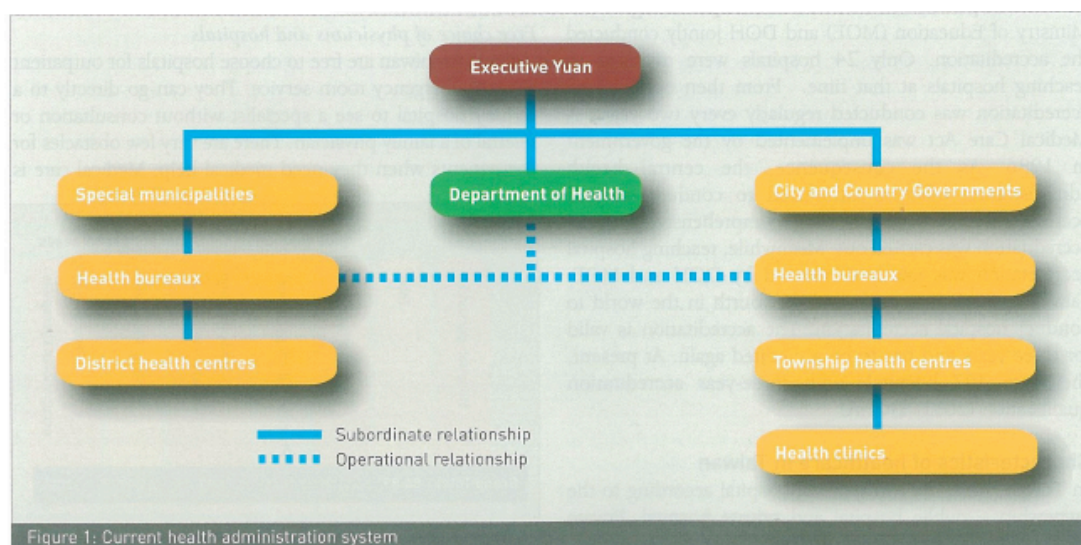 Executive Yuan
Special municipalities
Department of Health
City and Country Governments
Health bureaux
Health bureaux
District health centres
Township health centres
Health clinics
Subordinate relationship
Operational relationship
Figure 1: Current health administration system